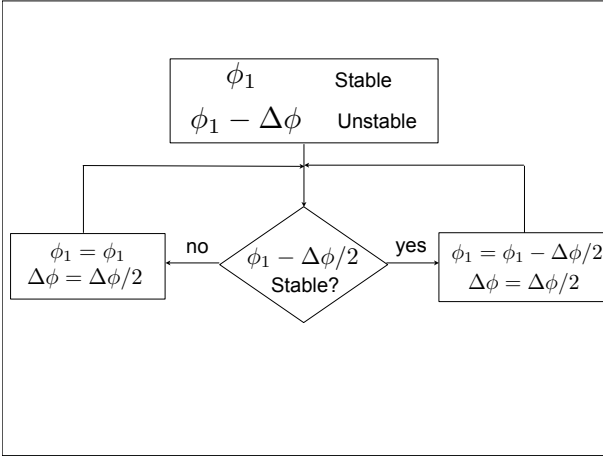 ϕ₁ Stable
ϕ₁ − Δϕ Unstable
no
yes
ϕ₁ = ϕ₁
Δϕ = Δϕ/2
ϕ₁ − Δϕ/2
Stable?
ϕ₁ = ϕ₁ − Δϕ/2
Δϕ = Δϕ/2